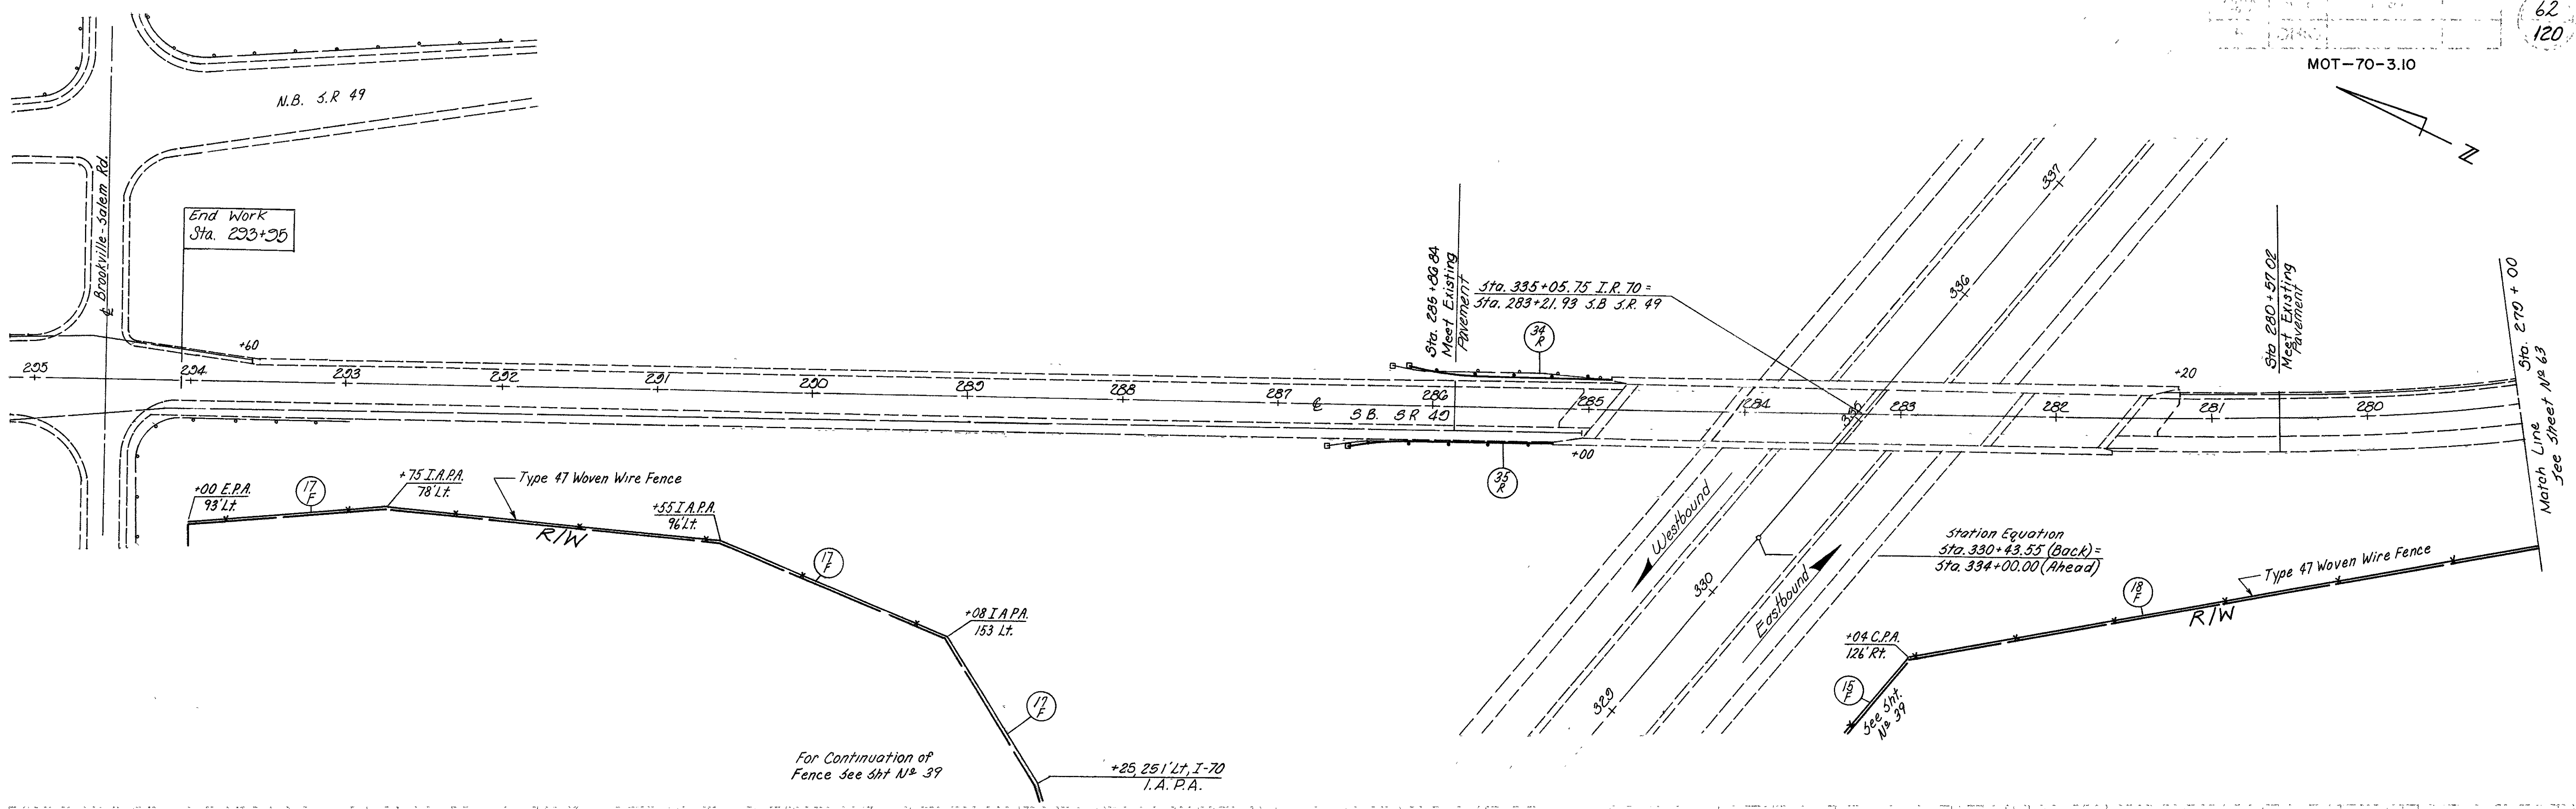 62
120
MOT-70-3.10
N
N.B. S.R 49
℄ Brookville-Salem Rd.
End Work
Sta. 293+95
+60
295
294
293
292
291
290
289
288
287
286
285
284
283
282
281
280
℄
S.B. SR 49
Sta. 285+86 84
Meet Existing
Pavement
Sta. 335+05.75 I.R. 70 =
Sta. 283+21.93 S.B S.R. 49
34
R
35
R
+00
337
336
335
330
329
Westbound
Eastbound
+20
Sta 280+57 02
Meet Existing
Pavement
Sta. 279 + 00
Match Line
See Sheet Nº 63
+00 E.P.A.
93' Lt.
17
F
+75 I.A.P.A.
78' Lt.
Type 47 Woven Wire Fence
R/W
+55 I.A.P.A.
96' Lt.
17
F
+08 I A P.A.
153 Lt.
17
F
For Continuation of
Fence See Sht Nº 39
+25, 251' Lt, I-70
I.A.P.A.
Station Equation
Sta. 330+43.55 (Back) =
Sta. 334+00.00 (Ahead)
+04 C.P.A.
126' Rt.
15
F
See Sht.
Nº 39
18
F
R/W
Type 47 Woven Wire Fence